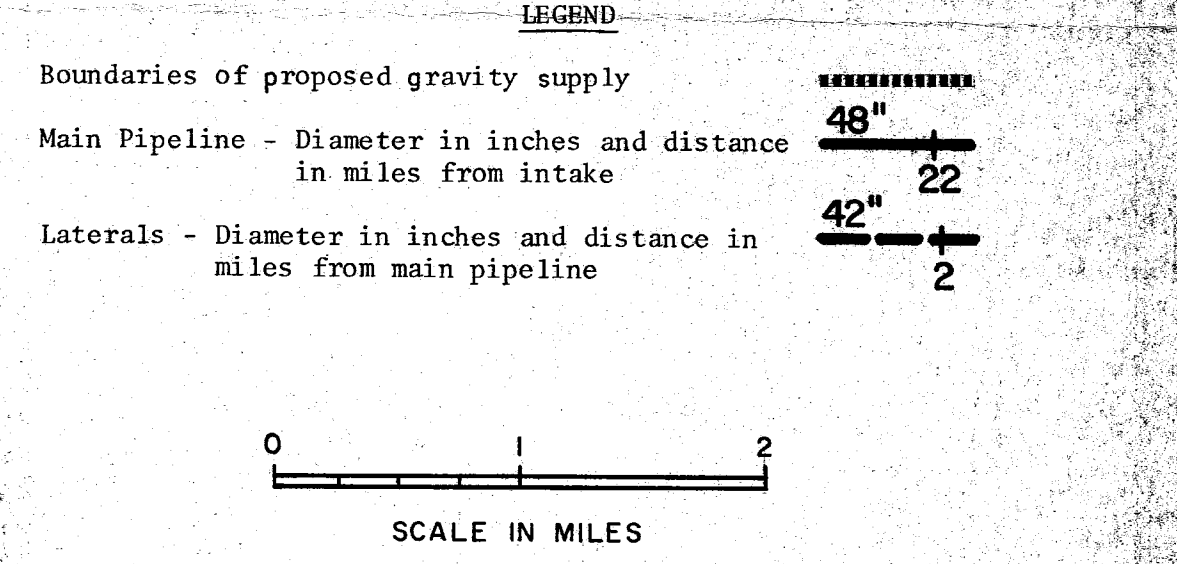 LEGEND
Boundaries of proposed gravity supply
Main Pipeline - Diameter in inches and distance
in miles from intake
48"
22
Laterals - Diameter in inches and distance in
miles from main pipeline
42"
2
0 1 2
SCALE IN MILES